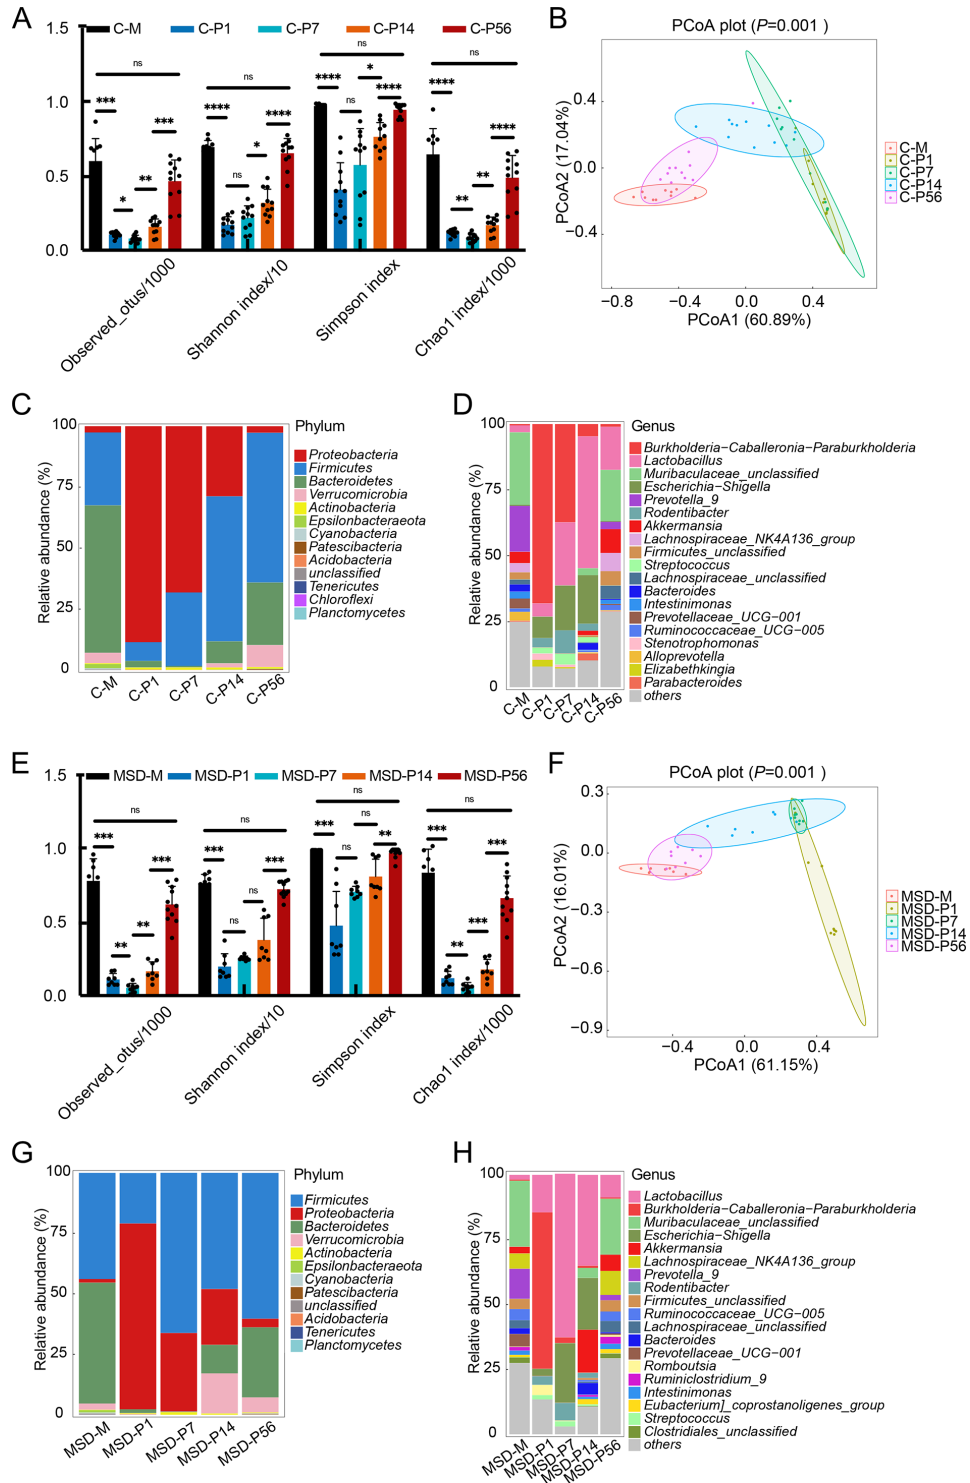 A
1.5
C-M
C-P1
C-P7
C-P14
C-P56
ns
ns
ns
ns
****
*
****
***
***
****
****
ns
****
****
1.0
*
**
*
**
**
ns
0.5
0.0
Observed_otus/1000
Shannon index/10
Simpson index
Chao1 index/1000
B
PCoA plot (P=0.001 )
PCoA2 (17.04%)
0.4
0.0
−0.4
−0.8
−0.4
0.0
0.4
PCoA1 (60.89%)
C-M
C-P1
C-P7
C-P14
C-P56
C
Relative abundance (%)
100
75
50
25
0
C-M
C-P1
C-P7
C-P14
C-P56
Phylum
Proteobacteria
Firmicutes
Bacteroidetes
Verrucomicrobia
Actinobacteria
Epsilonbacteraeota
Cyanobacteria
Patescibacteria
Acidobacteria
unclassified
Tenericutes
Chloroflexi
Planctomycetes
D
Relative abundance (%)
100
75
50
25
0
C-M
C-P1
C-P7
C-P14
C-P56
Genus
Burkholderia−Caballeronia−Paraburkholderia
Lactobacillus
Muribaculaceae_unclassified
Escherichia−Shigella
Prevotella_9
Rodentibacter
Akkermansia
Lachnospiraceae_NK4A136_group
Firmicutes_unclassified
Streptococcus
Lachnospiraceae_unclassified
Bacteroides
Intestinimonas
Prevotellaceae_UCG−001
Ruminococcaceae_UCG−005
Stenotrophomonas
Alloprevotella
Elizabethkingia
Parabacteroides
others
E
1.5
MSD-M
MSD-P1
MSD-P7
MSD-P14
MSD-P56
ns
ns
ns
ns
***
ns
**
***
***
***
***
ns
***
***
1.0
**
**
ns
ns
**
***
0.5
0.0
Observed_otus/1000
Shannon index/10
Simpson index
Chao1 index/1000
F
PCoA plot (P=0.001 )
PCoA2 (16.01%)
0.3
0.0
−0.3
−0.6
−0.9
−0.4
0.0
0.4
PCoA1 (61.15%)
MSD-M
MSD-P1
MSD-P7
MSD-P14
MSD-P56
G
Relative abundance (%)
100
75
50
25
0
MSD-M
MSD-P1
MSD-P7
MSD-P14
MSD-P56
Phylum
Firmicutes
Proteobacteria
Bacteroidetes
Verrucomicrobia
Actinobacteria
Epsilonbacteraeota
Cyanobacteria
Patescibacteria
unclassified
Acidobacteria
Tenericutes
Planctomycetes
H
Relative abundance (%)
100
75
50
25
0
MSD-M
MSD-P1
MSD-P7
MSD-P14
MSD-P56
Genus
Lactobacillus
Burkholderia−Caballeronia−Paraburkholderia
Muribaculaceae_unclassified
Escherichia−Shigella
Akkermansia
Lachnospiraceae_NK4A136_group
Prevotella_9
Rodentibacter
Firmicutes_unclassified
Ruminococcaceae_UCG−005
Lachnospiraceae_unclassified
Bacteroides
Prevotellaceae_UCG−001
Romboutsia
Ruminiclostridium_9
Intestinimonas
Eubacterium]_coprostanoligenes_group
Streptococcus
Clostridiales_unclassified
others